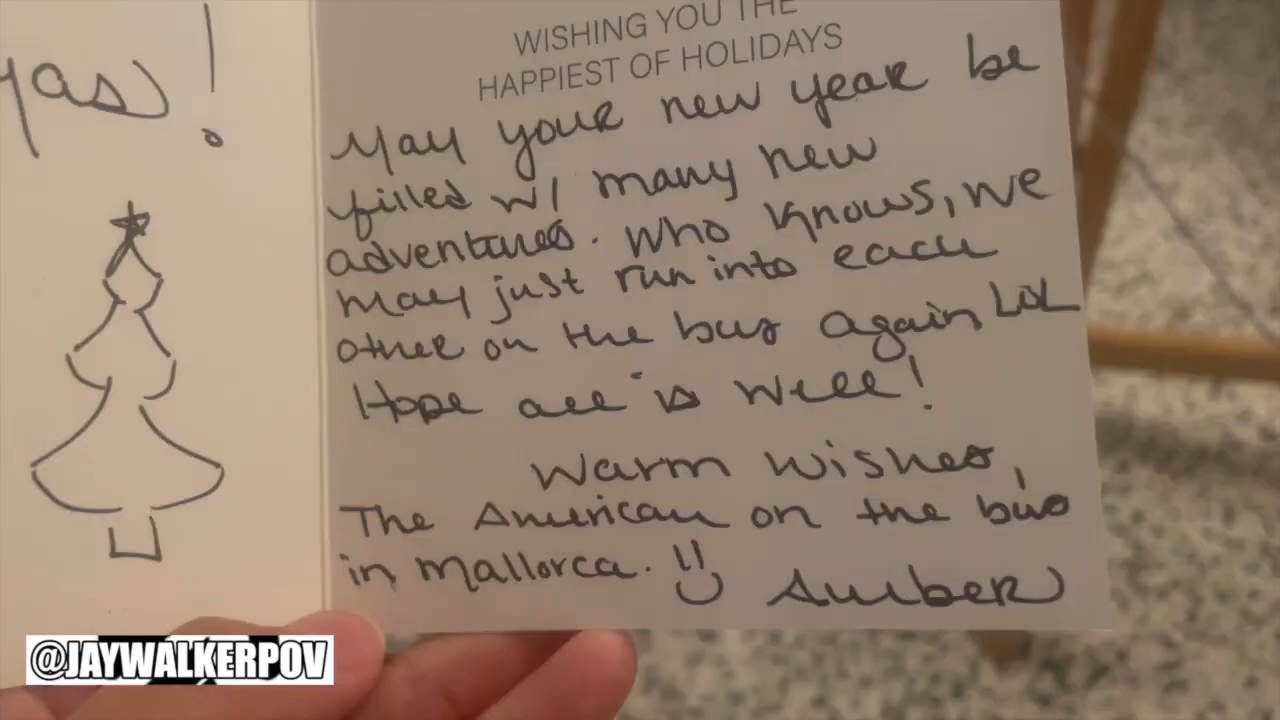 yas!
WISHING YOU THE
HAPPIEST OF HOLIDAYS
May your new year be
filled w/ many new
adventures. Who knows, we
may just run into each
other on the bus again LOL
Hope all is well!
Warm wishes,
The American on the bus
in Mallorca. !!
Amber
@JAYWALKERPOV